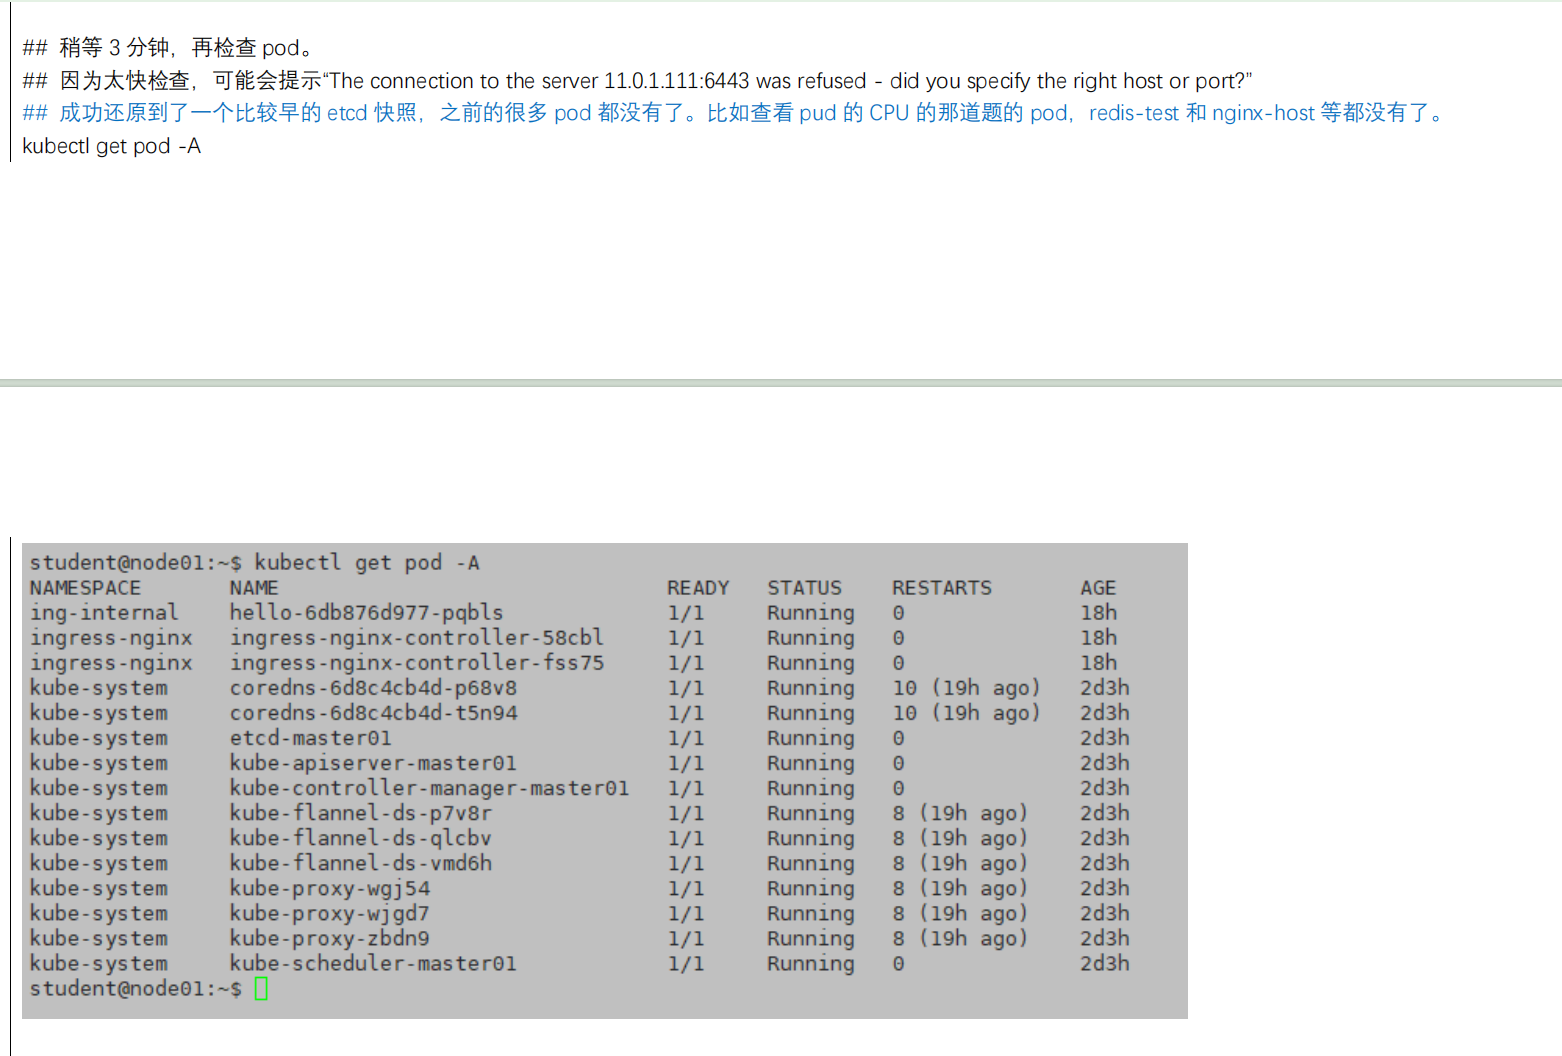 ## 稍等 3 分钟，再检查 pod。
## 因为太快检查，可能会提示“The connection to the server 11.0.1.111:6443 was refused - did you specify the right host or port?”
## 成功还原到了一个比较早的 etcd 快照，之前的很多 pod 都没有了。比如查看 pud 的 CPU 的那道题的 pod，redis-test 和 nginx-host 等都没有了。
kubectl get pod -A
student@node01:~$ kubectl get pod -A
NAMESPACE NAME READY STATUS RESTARTS AGE
ing-internal hello-6db876d977-pqbls 1/1 Running 0 18h
ingress-nginx ingress-nginx-controller-58cbl 1/1 Running 0 18h
ingress-nginx ingress-nginx-controller-fss75 1/1 Running 0 18h
kube-system coredns-6d8c4cb4d-p68v8 1/1 Running 10 (19h ago) 2d3h
kube-system coredns-6d8c4cb4d-t5n94 1/1 Running 10 (19h ago) 2d3h
kube-system etcd-master01 1/1 Running 0 2d3h
kube-system kube-apiserver-master01 1/1 Running 0 2d3h
kube-system kube-controller-manager-master01 1/1 Running 0 2d3h
kube-system kube-flannel-ds-p7v8r 1/1 Running 8 (19h ago) 2d3h
kube-system kube-flannel-ds-qlcbv 1/1 Running 8 (19h ago) 2d3h
kube-system kube-flannel-ds-vmd6h 1/1 Running 8 (19h ago) 2d3h
kube-system kube-proxy-wgj54 1/1 Running 8 (19h ago) 2d3h
kube-system kube-proxy-wjgd7 1/1 Running 8 (19h ago) 2d3h
kube-system kube-proxy-zbdn9 1/1 Running 8 (19h ago) 2d3h
kube-system kube-scheduler-master01 1/1 Running 0 2d3h
student@node01:~$